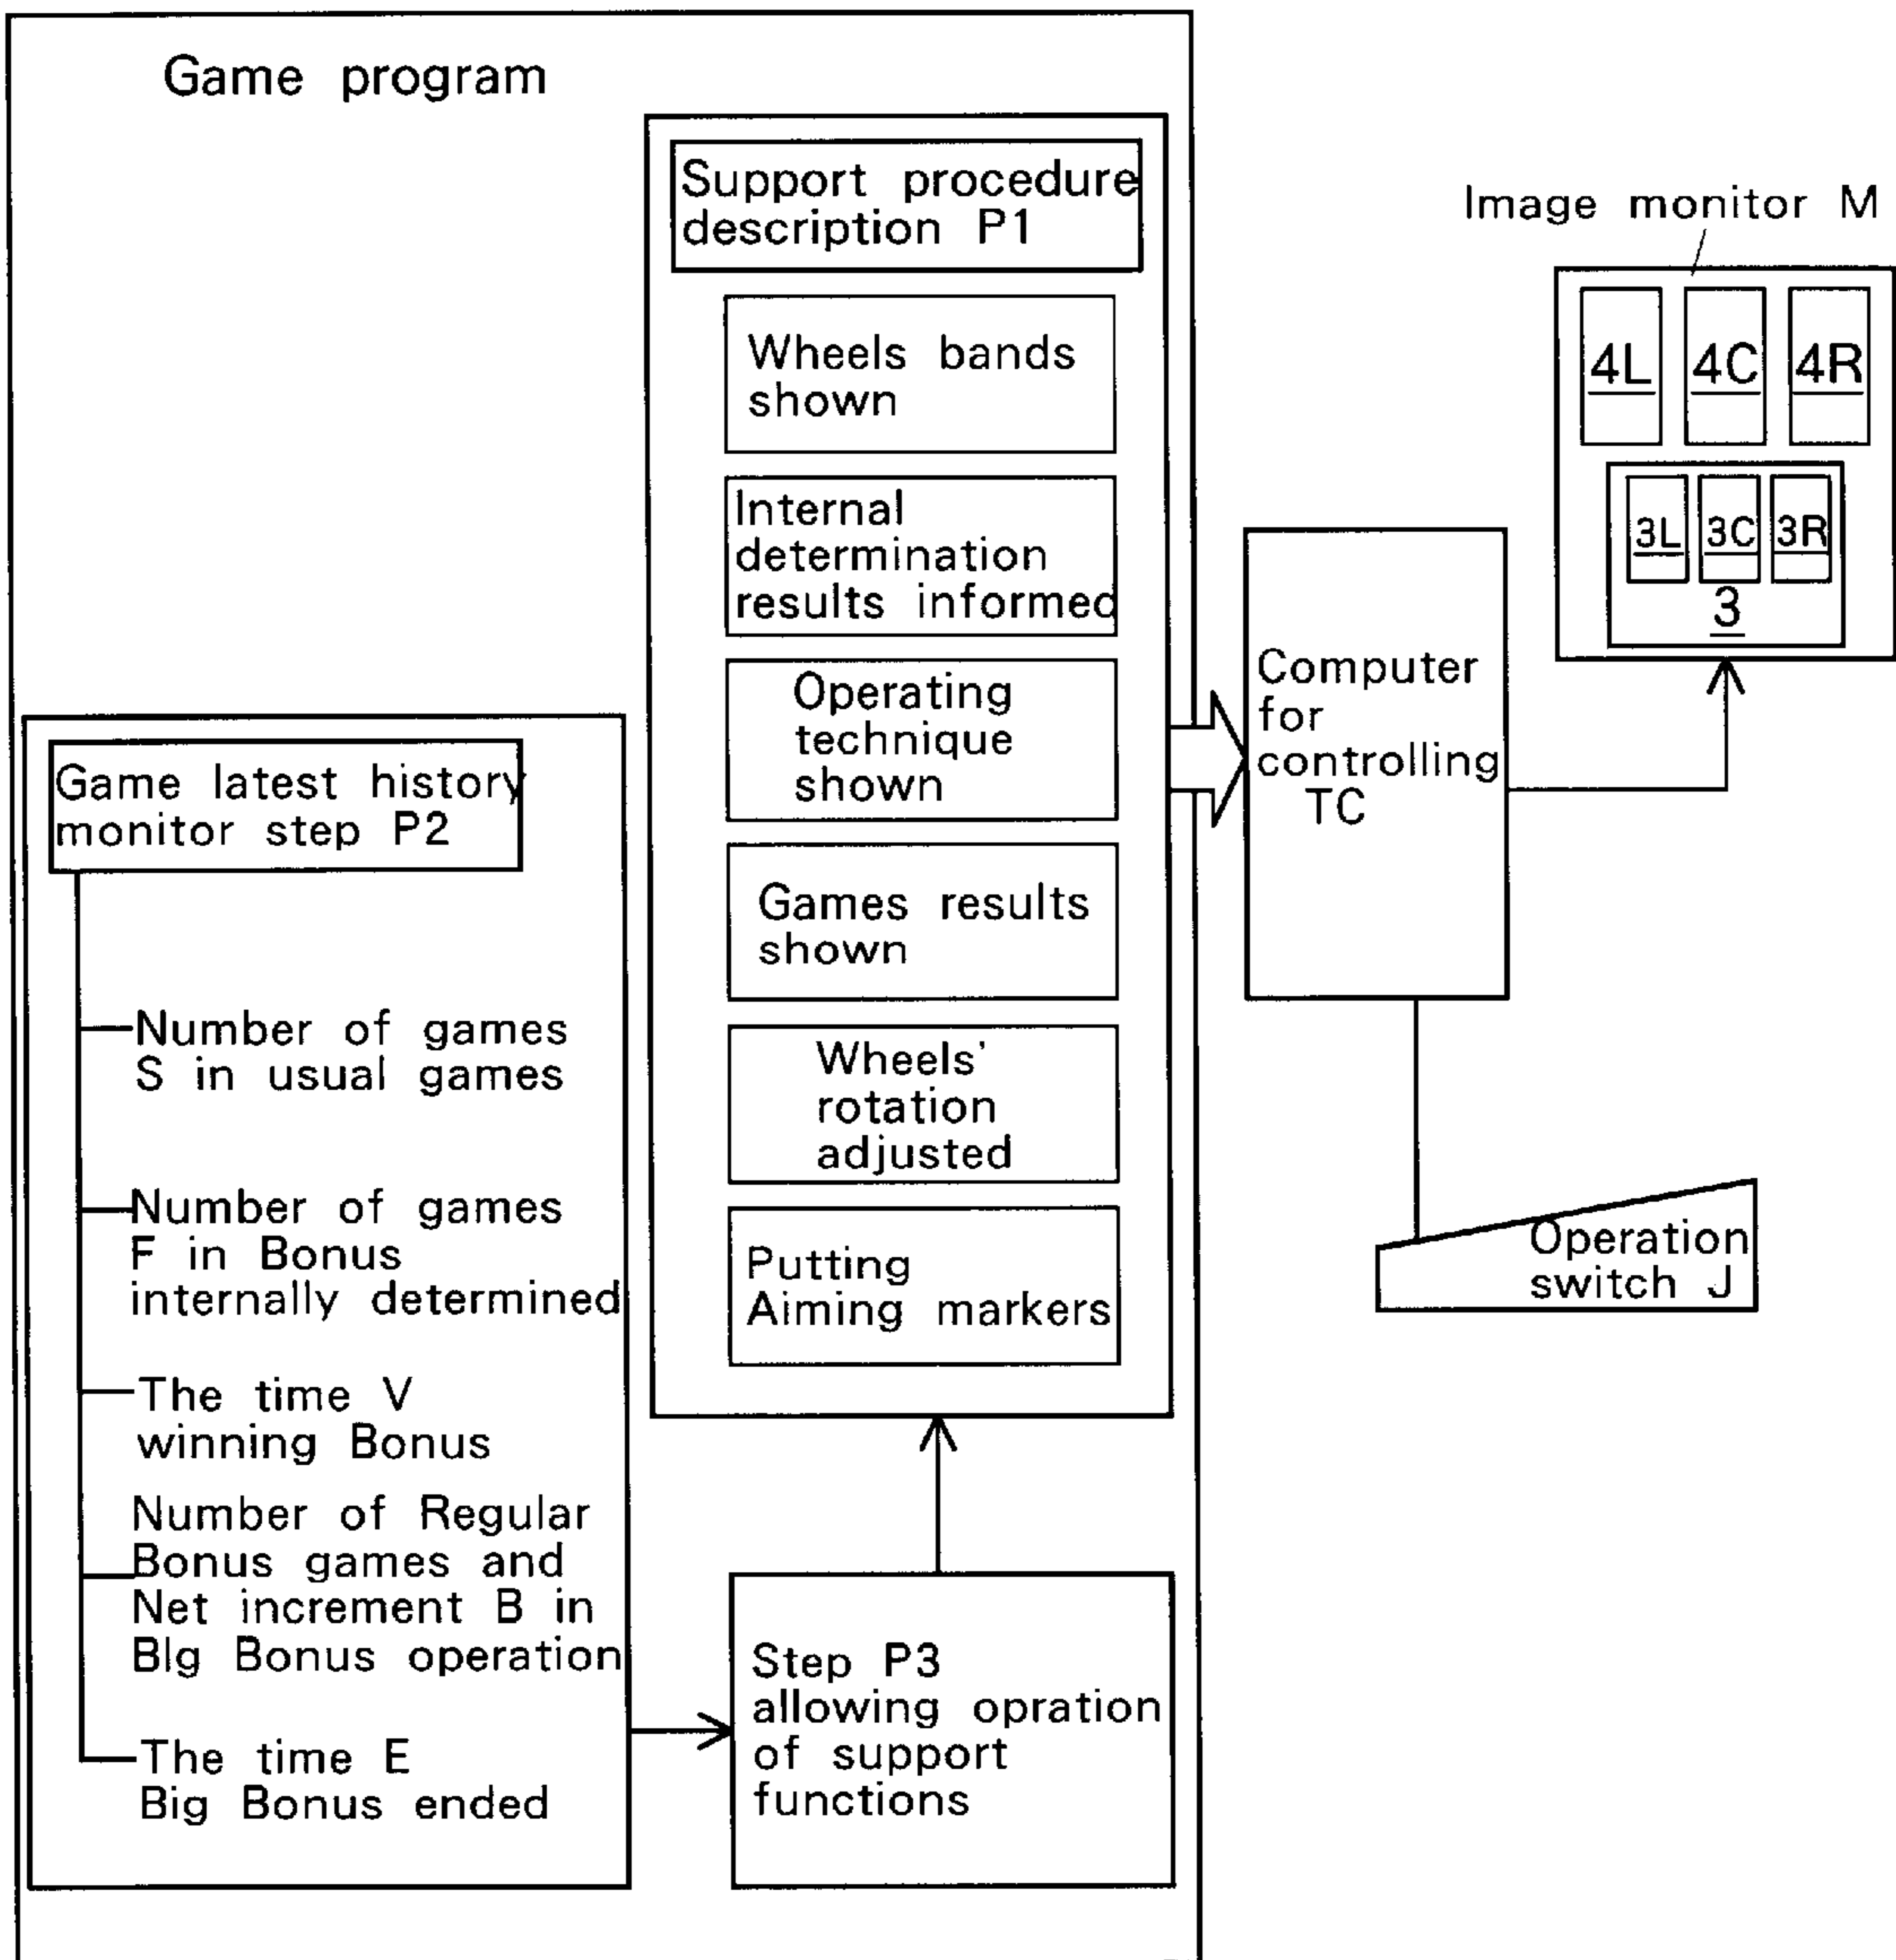 Game program
Support procedure
description P1
Wheels bands
shown
Internal
determination
results informed
Operating
technique
shown
Games results
shown
Wheels'
rotation
adjusted
Putting
Aiming markers
Game latest history
monitor step P2
Number of games
S in usual games
Number of games
F in Bonus
internally determined
The time V
winning Bonus
Number of Regular
Bonus games and
Net increment B in
BIg Bonus operation
The time E
Big Bonus ended
Step P3
allowing opration
of support
functions
Computer
for
controlling
TC
Image monitor M
4L 4C 4R
3L 3C 3R
3
Operation
switch J